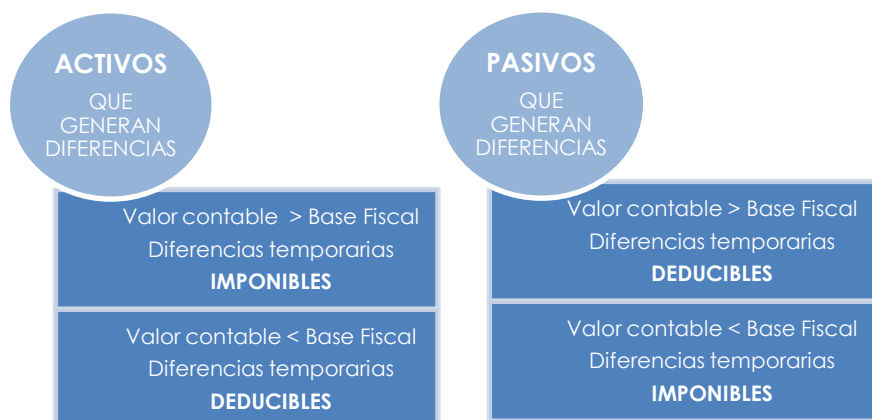 ACTIVOS
QUE
GENERAN
DIFERENCIAS
Valor contable > Base Fiscal
Diferencias temporarias
IMPONIBLES
Valor contable < Base Fiscal
Diferencias temporarias
DEDUCIBLES
PASIVOS
QUE
GENERAN
DIFERENCIAS
Valor contable > Base Fiscal
Diferencias temporarias
DEDUCIBLES
Valor contable < Base Fiscal
Diferencias temporarias
IMPONIBLES